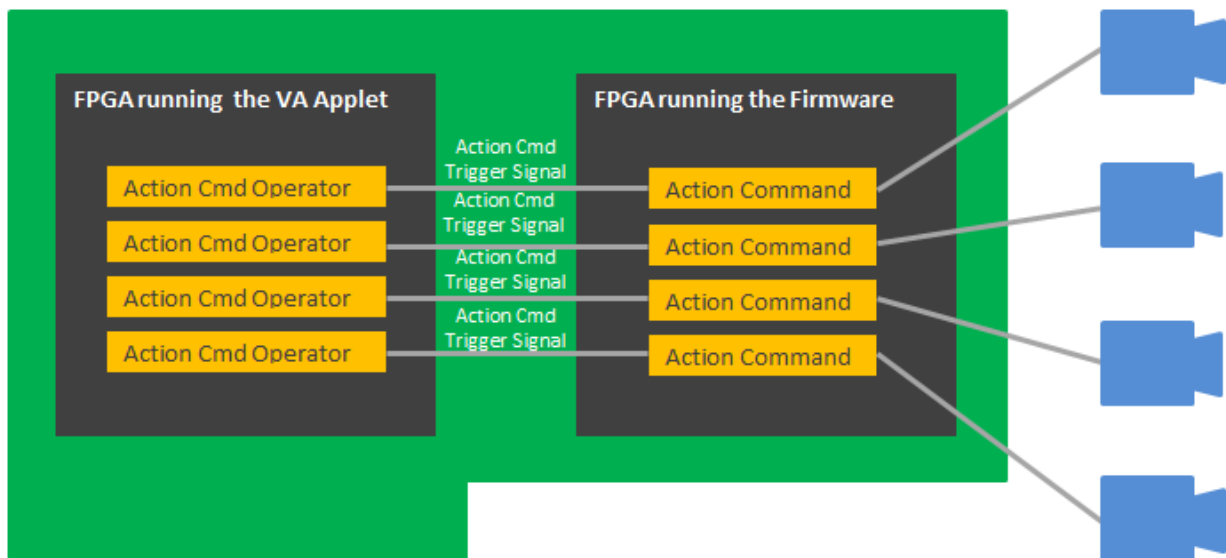 FPGA running the VA Applet
Action Cmd Operator
Action Cmd Operator
Action Cmd Operator
Action Cmd Operator
Action Cmd
Trigger Signal
Action Cmd
Trigger Signal
Action Cmd
Trigger Signal
Action Cmd
Trigger Signal
FPGA running the Firmware
Action Command
Action Command
Action Command
Action Command